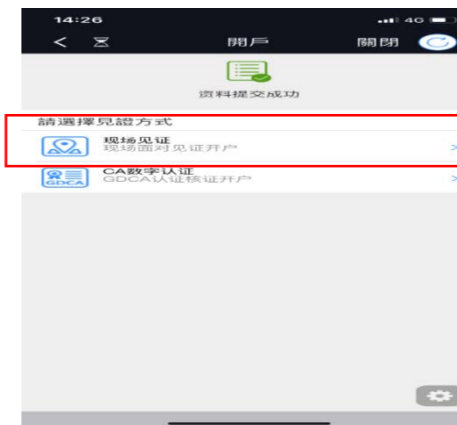 14:26 4G
< 開戶 關閉
资料提交成功
請選擇見證方式
现场见证
现场面对见证开户
CA数字认证
GDCA GDCA认证核证开户